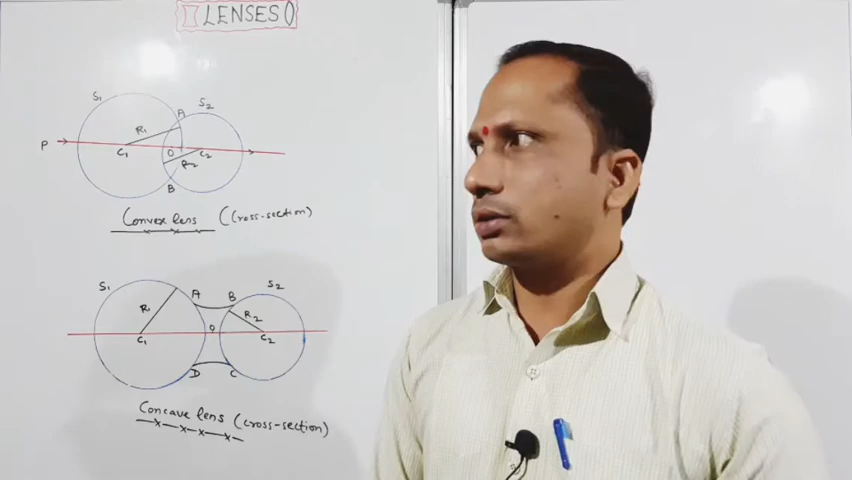 LENSES
S1
S2
A
R1
P
O
C1
C2
R2
B
Convex lens (Cross-section)
S1
S2
A
B
R1
R2
O
C1
C2
D
C
Concave lens (Cross-section)